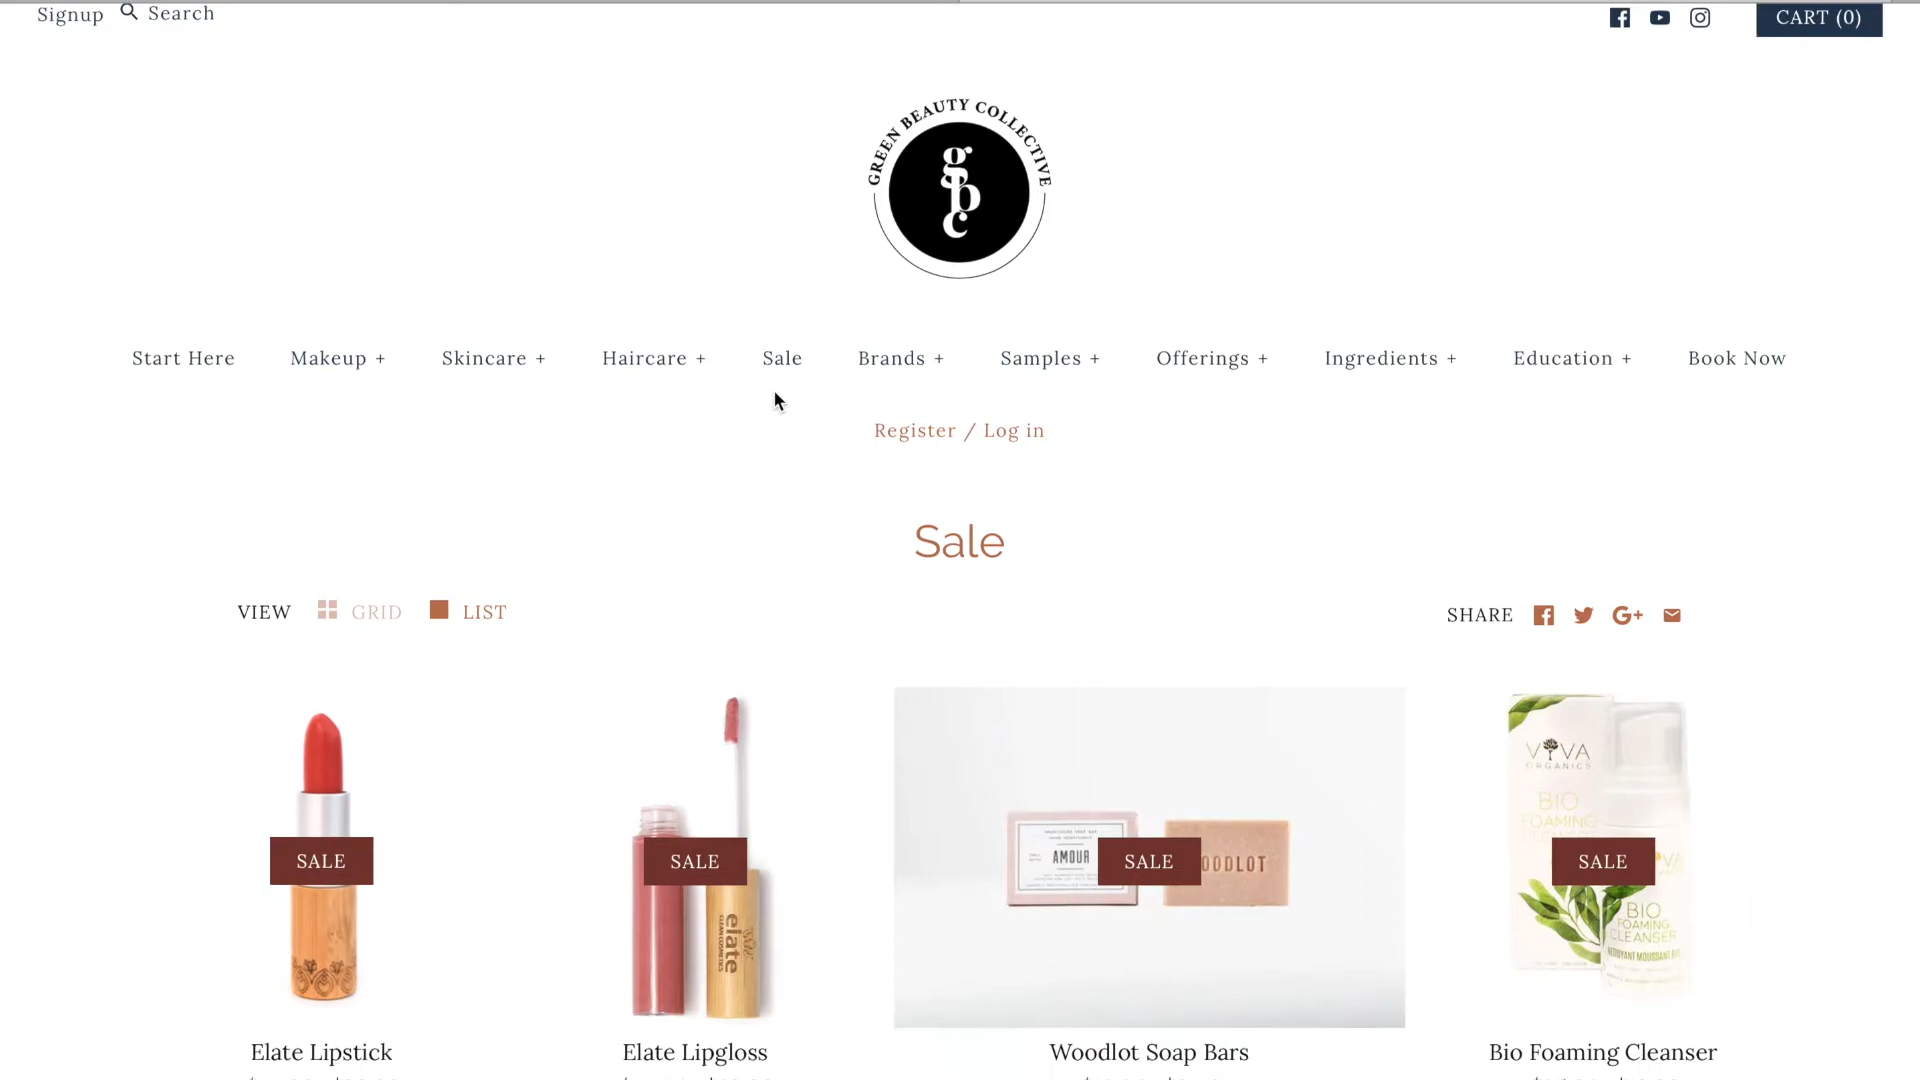 Signup Search
CART (0)
GREEN BEAUTY COLLECTIVE
gbc
Start Here Makeup + Skincare + Haircare + Sale Brands + Samples + Offerings + Ingredients + Education + Book Now
Register / Log in
Sale
VIEW GRID LIST
SHARE G+
VIVA
ORGANICS
BIO
FOAMING
AMOUR
OODLOT
SALE SALE SALE SALE
elate
CLEAN COSMETICS
BIO
FOAMING
CLEANSER
Elate Lipstick Elate Lipgloss Woodlot Soap Bars Bio Foaming Cleanser